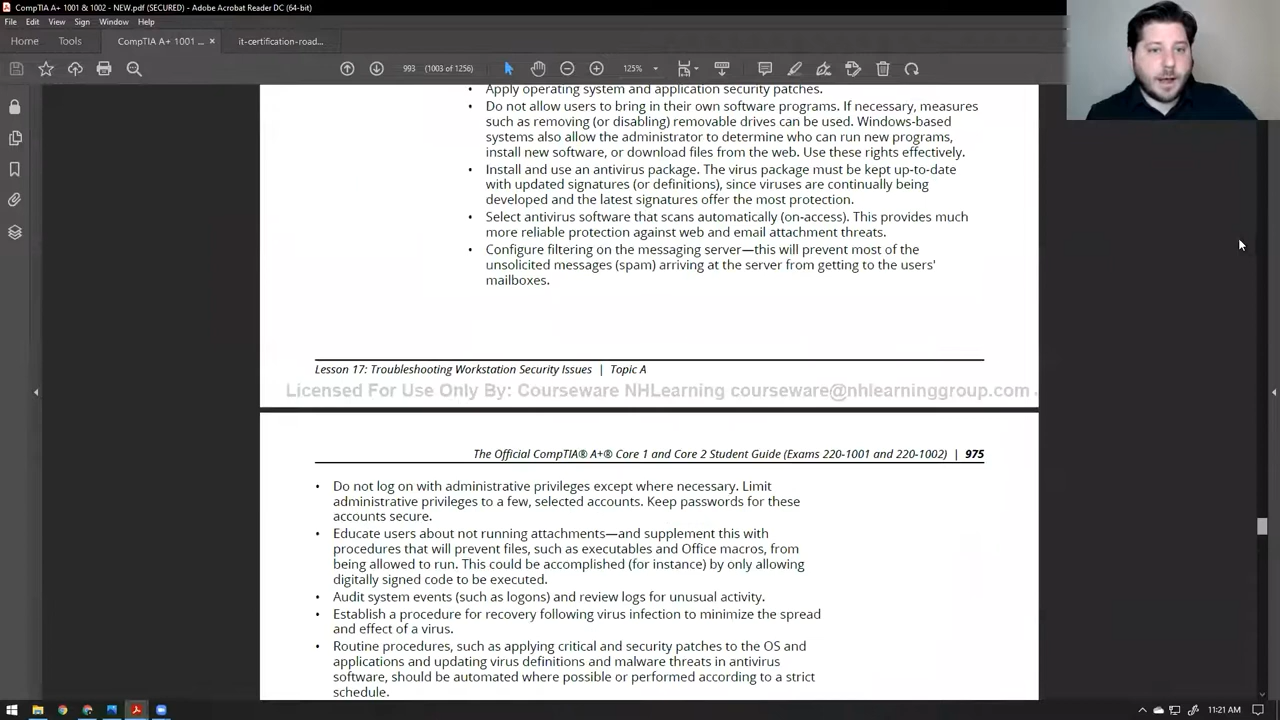 CompTIA A+ 1001 & 1002 - NEW.pdf (SECURED) - Adobe Acrobat Reader DC (64-bit)
File Edit View Sign Window Help
Home Tools CompTIA A+ 1001 ... × it-certification-road...
993 (1003 of 1256) 125%
• Apply operating system and application security patches.
• Do not allow users to bring in their own software programs. If necessary, measures
such as removing (or disabling) removable drives can be used. Windows-based
systems also allow the administrator to determine who can run new programs,
install new software, or download files from the web. Use these rights effectively.
• Install and use an antivirus package. The virus package must be kept up-to-date
with updated signatures (or definitions), since viruses are continually being
developed and the latest signatures offer the most protection.
• Select antivirus software that scans automatically (on-access). This provides much
more reliable protection against web and email attachment threats.
• Configure filtering on the messaging server—this will prevent most of the
unsolicited messages (spam) arriving at the server from getting to the users'
mailboxes.
Lesson 17: Troubleshooting Workstation Security Issues | Topic A
Licensed For Use Only By: Courseware NHLearning courseware@nhlearninggroup.com
The Official CompTIA® A+® Core 1 and Core 2 Student Guide (Exams 220-1001 and 220-1002) | 975
• Do not log on with administrative privileges except where necessary. Limit
administrative privileges to a few, selected accounts. Keep passwords for these
accounts secure.
• Educate users about not running attachments—and supplement this with
procedures that will prevent files, such as executables and Office macros, from
being allowed to run. This could be accomplished (for instance) by only allowing
digitally signed code to be executed.
• Audit system events (such as logons) and review logs for unusual activity.
• Establish a procedure for recovery following virus infection to minimize the spread
and effect of a virus.
• Routine procedures, such as applying critical and security patches to the OS and
applications and updating virus definitions and malware threats in antivirus
software, should be automated where possible or performed according to a strict
schedule.
11:21 AM